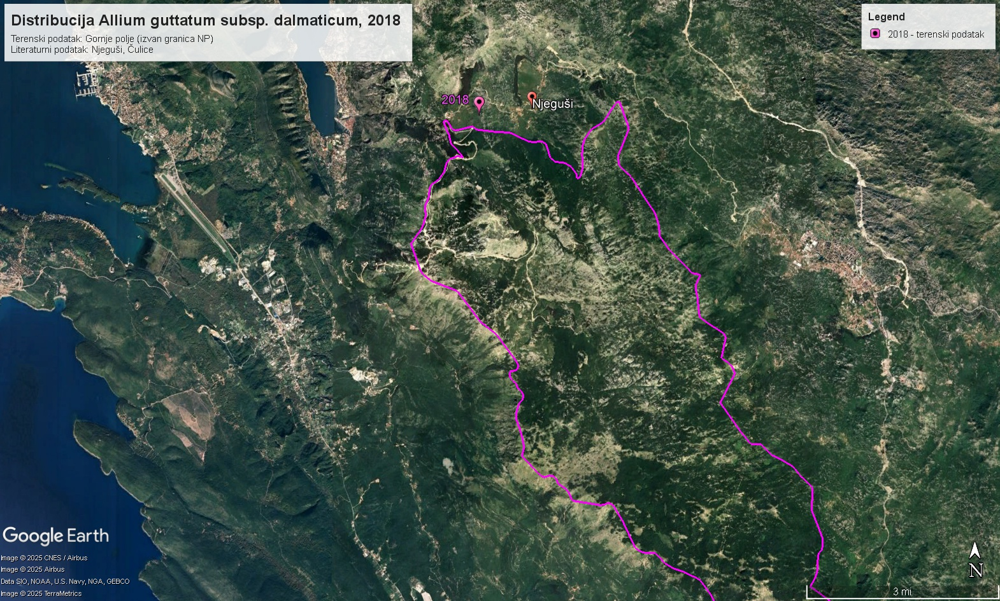 Distribucija Allium guttatum subsp. dalmaticum, 2018
Terenski podatak: Gornje polje (izvan granica NP)
Literaturni podatak: Njeguši, Čulice
Legend
2018 - terenski podatak
2018
Njeguši
Google Earth
Image © 2025 CNES / Airbus
Image © 2025 Airbus
Data SIO, NOAA, U.S. Navy, NGA, GEBCO
Image © 2025 TerraMetrics
N
3 mi